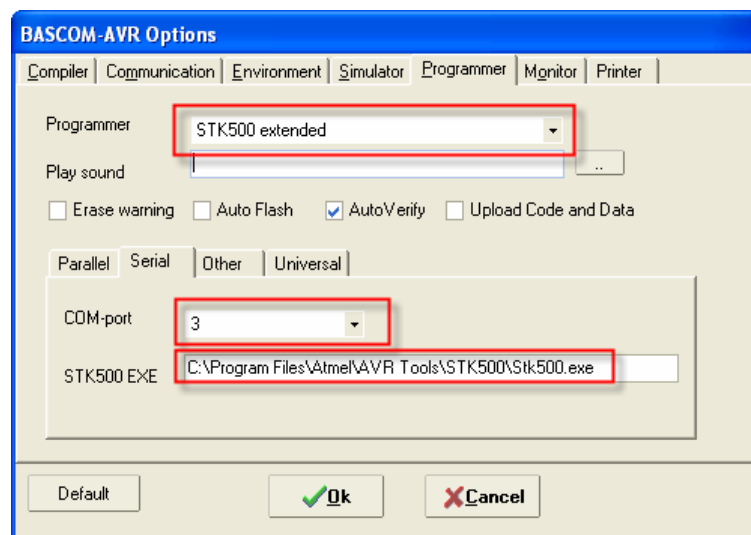 BASCOM-AVR Options
Compiler Communication Environment Simulator Programmer Monitor Printer
Programmer STK500 extended
Play sound ..
Erase warning Auto Flash AutoVerify Upload Code and Data
Parallel Serial Other Universal
COM-port 3
STK500 EXE C:\Program Files\Atmel\AVR Tools\STK500\Stk500.exe
Default Ok Cancel